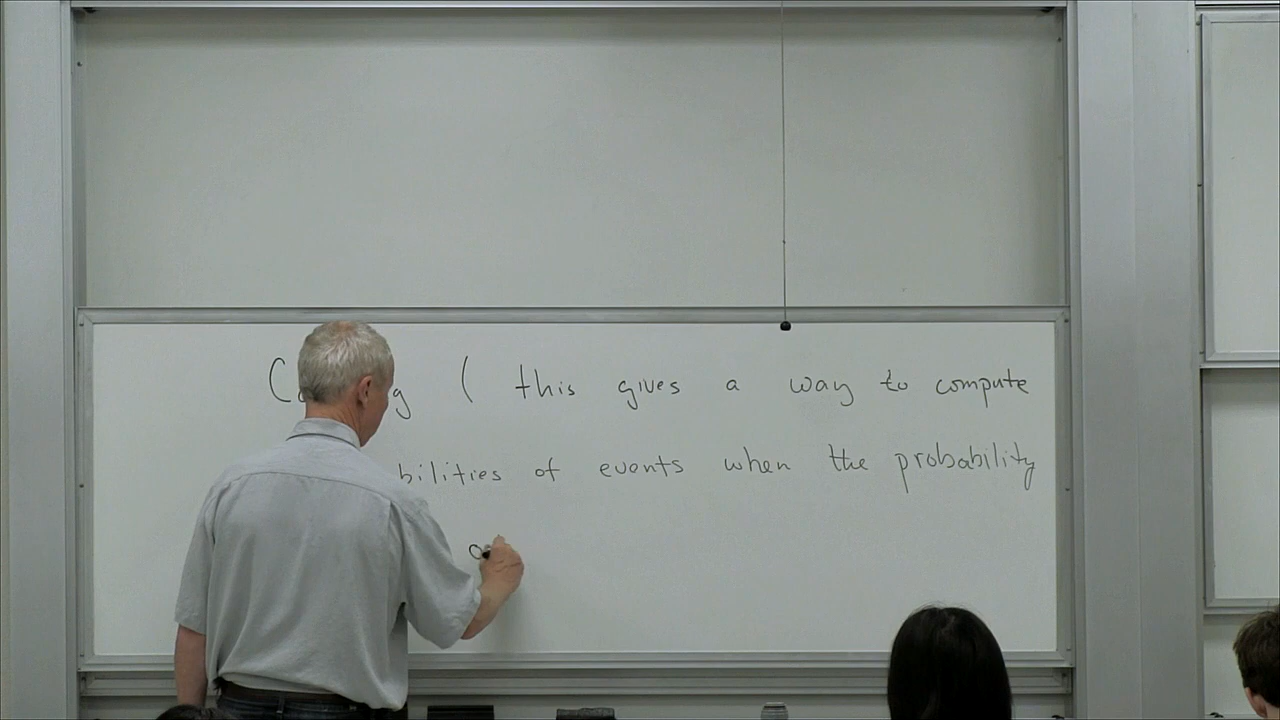 ( this gives a way to compute
bilities of events when the probability